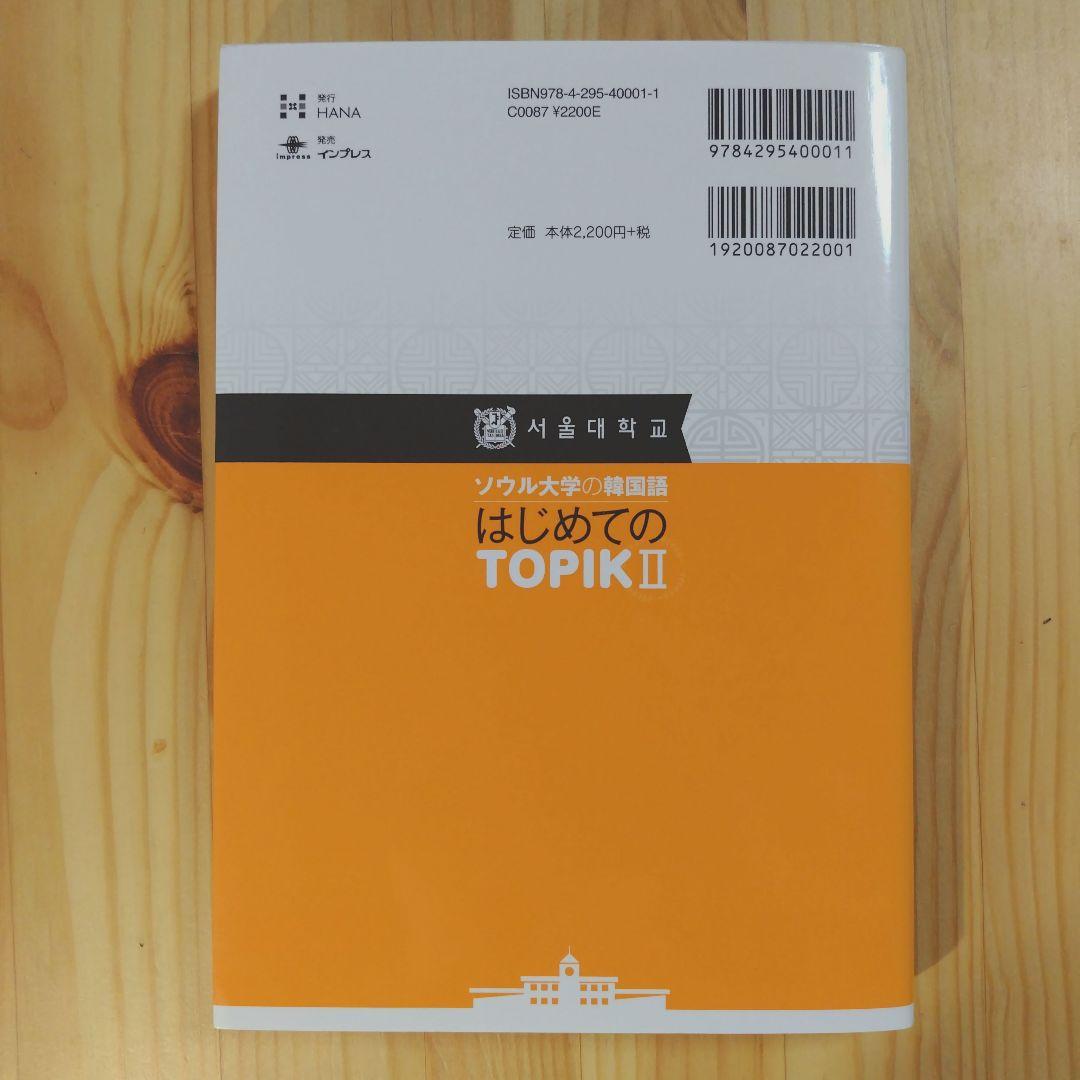 発行
HANA
impress
発売
インプレス
ISBN978-4-295-40001-1
C0087 ¥2200E
定価 本体2,200円+税
9784295400011
1920087022001
서울대학교
ソウル大学の韓国語
はじめての
TOPIK Ⅱ